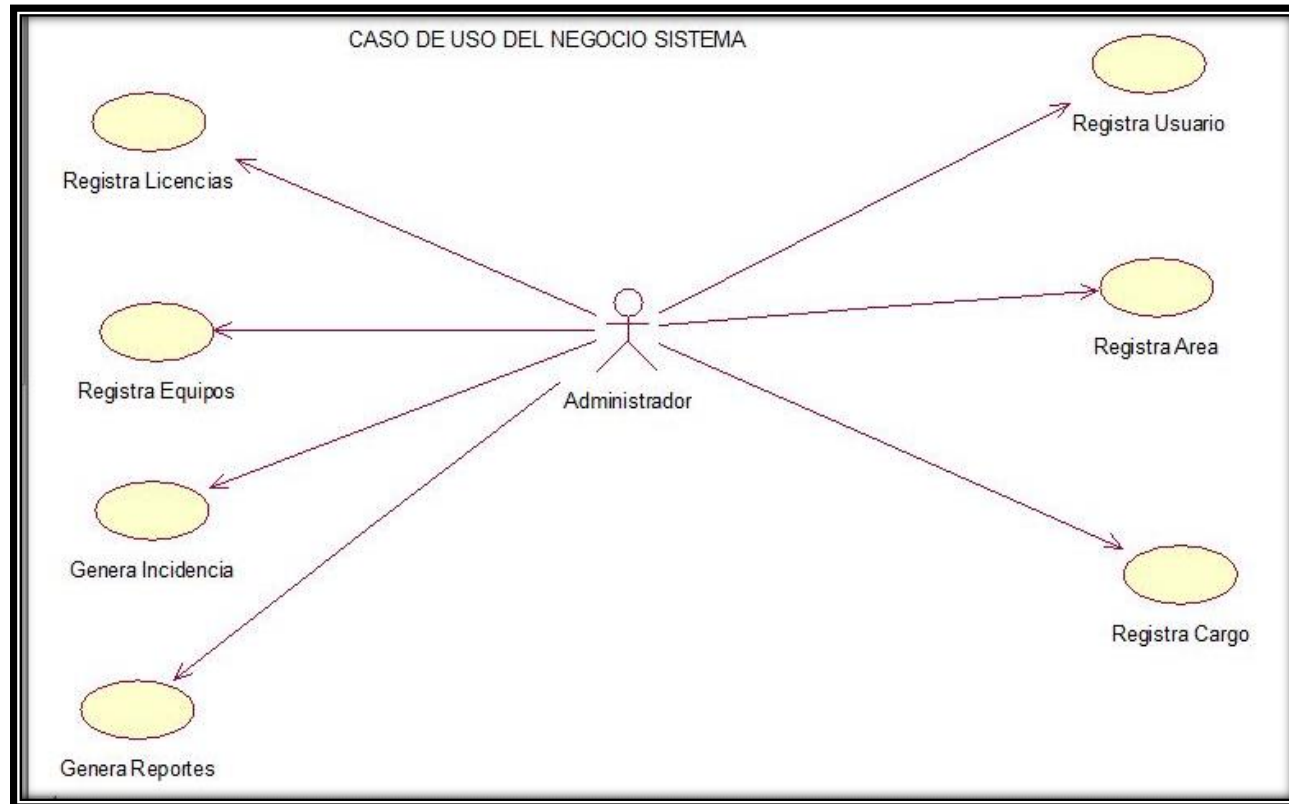 CASO DE USO DEL NEGOCIO SISTEMA
Registra Usuario
Registra Licencias
Registra Area
Registra Equipos
Administrador
Genera Incidencia
Registra Cargo
Genera Reportes